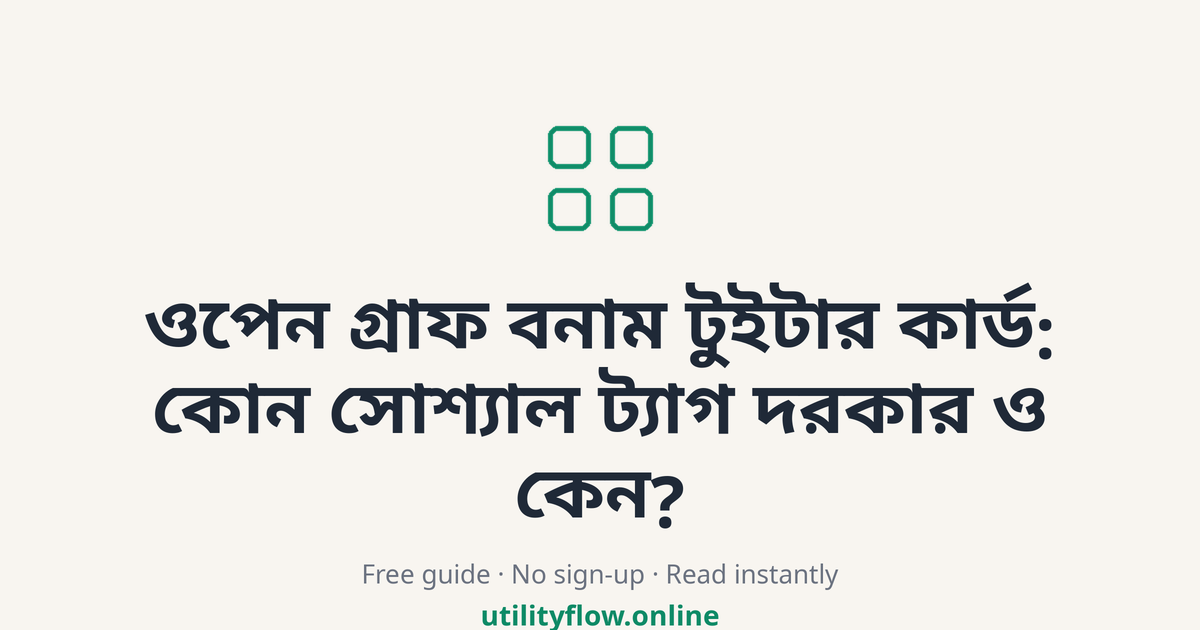 ওপেন গ্রাফ বনাম টুইটার কার্ড:
কোন সোশ্যাল ট্যাগ দরকার ও
কেন?
Free guide · No sign-up · Read instantly
utilityflow.online